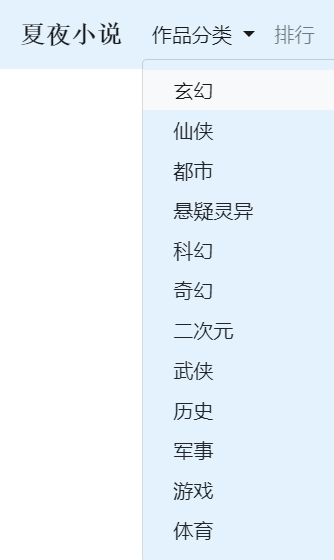 夏夜小说 作品分类 排行
玄幻
仙侠
都市
悬疑灵异
科幻
奇幻
二次元
武侠
历史
军事
游戏
体育